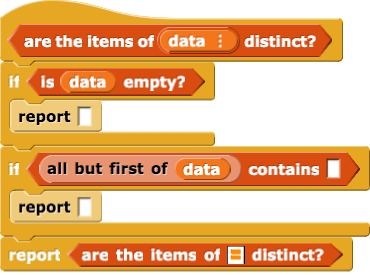 are the items of data ⋮ distinct?
if is data empty?
report
if all but first of data contains
report
report are the items of distinct?